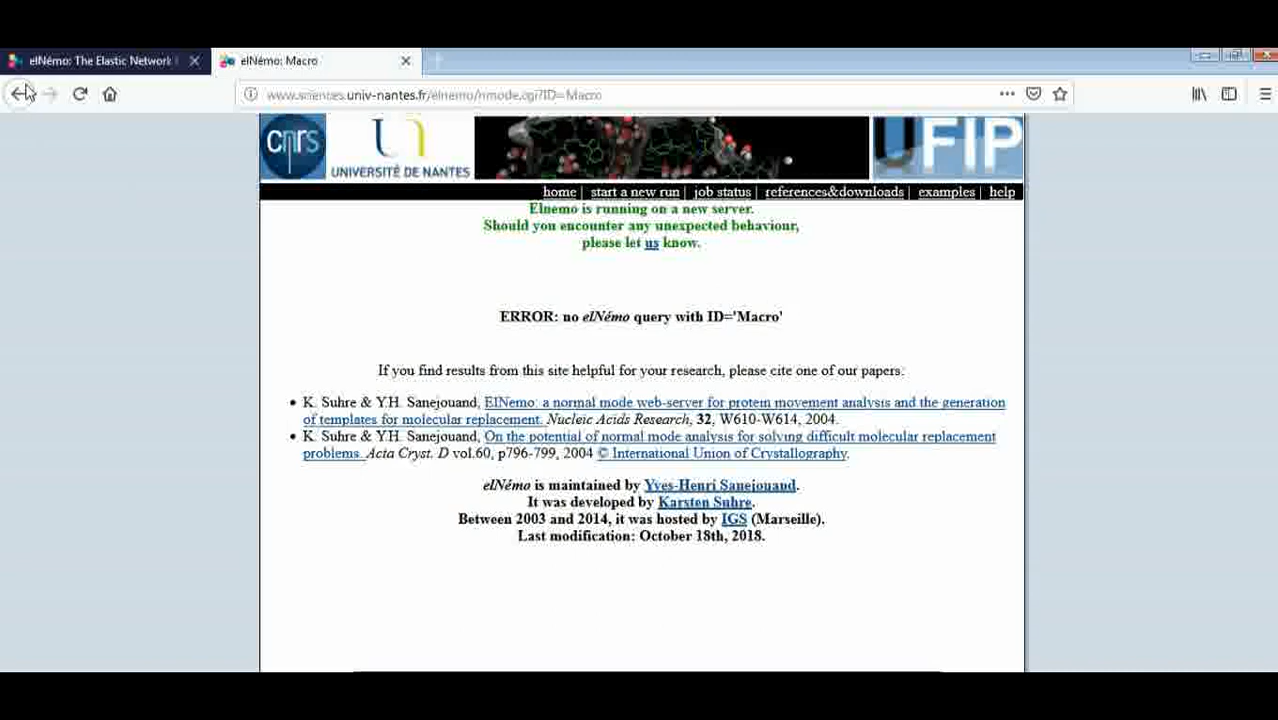 elNémo: The Elastic Network
elNémo: Macro
www.sciences.univ-nantes.fr/elnemo/nmode.cgi?ID=Macro
cnrs
UNIVERSITÉ DE NANTES
UFIP
home | start a new run | job status | references&downloads | examples | help
Elnemo is running on a new server.
Should you encounter any unexpected behaviour,
please let us know.
ERROR: no elNémo query with ID='Macro'
If you find results from this site helpful for your research, please cite one of our papers:
• K. Suhre & Y.H. Sanejouand, ElNemo: a normal mode web-server for protein movement analysis and the generation
of templates for molecular replacement. Nucleic Acids Research, 32, W610-W614, 2004.
• K. Suhre & Y.H. Sanejouand, On the potential of normal mode analysis for solving difficult molecular replacement
problems. Acta Cryst. D vol.60, p796-799, 2004 © International Union of Crystallography.
elNémo is maintained by Yves-Henri Sanejouand.
It was developed by Karsten Suhre.
Between 2003 and 2014, it was hosted by IGS (Marseille).
Last modification: October 18th, 2018.